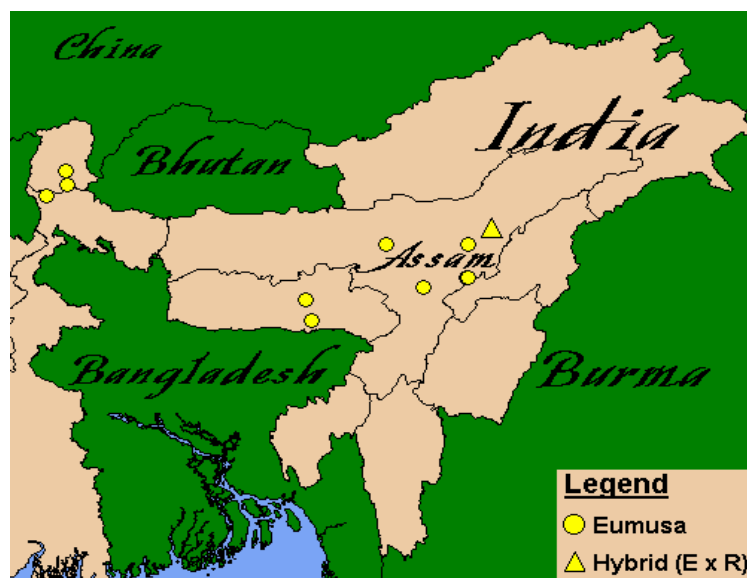 China
India
Bhutan
Assam
Bangladesh
Burma
Legend
Eumusa
Hybrid (E x R)